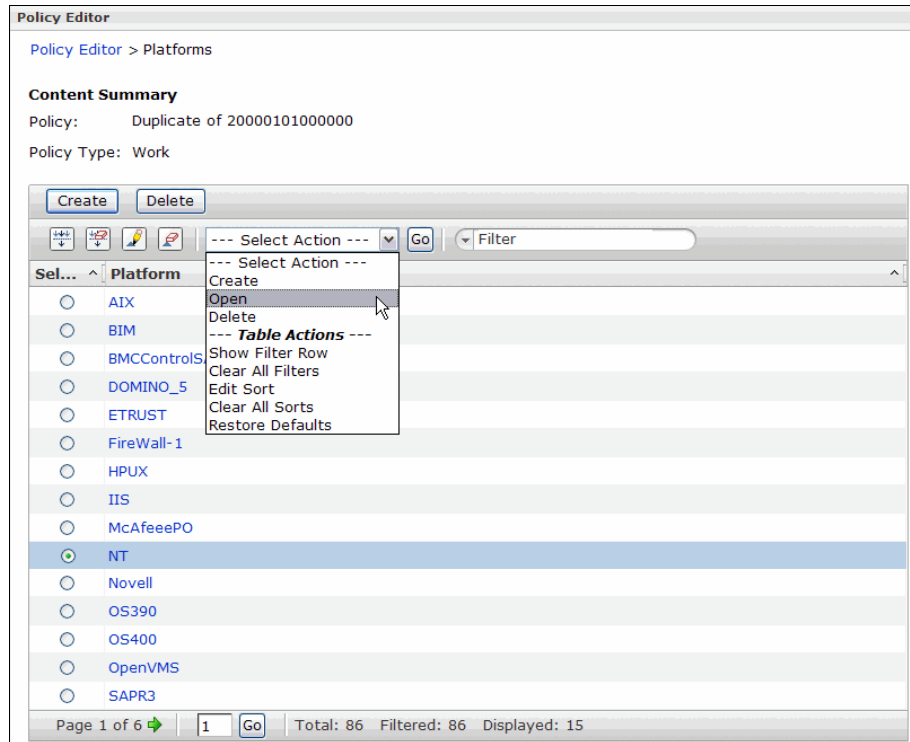 Policy Editor
Policy Editor > Platforms
Content Summary
Policy: Duplicate of 20000101000000
Policy Type: Work
Create Delete
--- Select Action --- Go Filter
--- Select Action ---
Create
Open
Delete
--- Table Actions ---
Show Filter Row
Clear All Filters
Edit Sort
Clear All Sorts
Restore Defaults
Sel... Platform
AIX
BIM
BMCControlS
DOMINO_5
ETRUST
FireWall-1
HPUX
IIS
McAfeeePO
NT
Novell
OS390
OS400
OpenVMS
SAPR3
Page 1 of 6 1 Go Total: 86 Filtered: 86 Displayed: 15